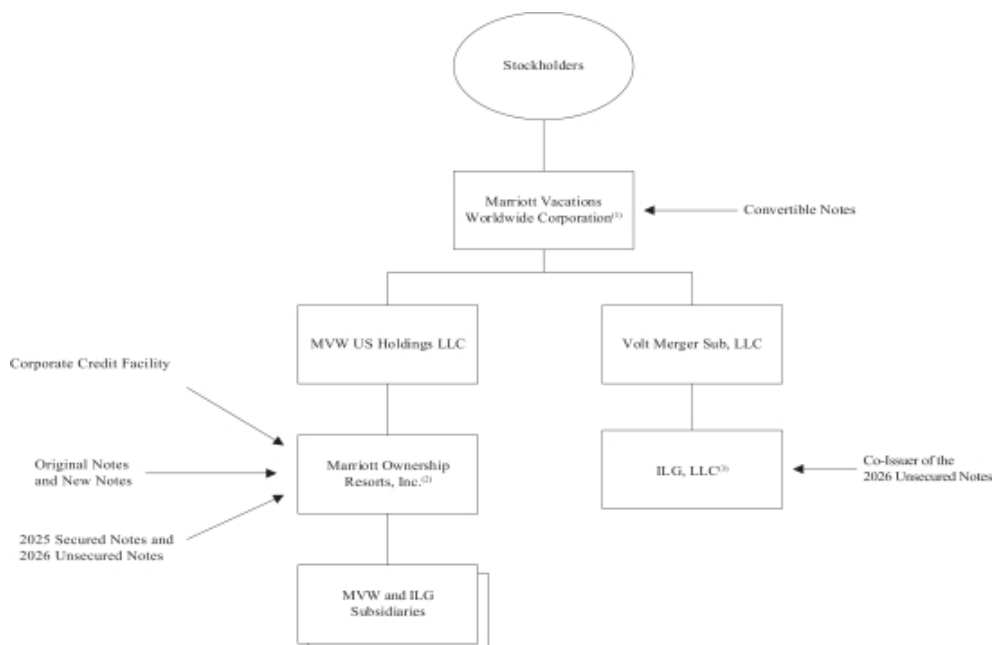 Stockholders
Marriott Vacations
Worldwide Corporation(1)
Convertible Notes
MVW US Holdings LLC
Volt Merger Sub, LLC
Corporate Credit Facility
Original Notes
and New Notes
Marriott Ownership
Resorts, Inc.(2)
ILG, LLC(3)
Co-Issuer of the
2026 Unsecured Notes
2025 Secured Notes and
2026 Unsecured Notes
MVW and ILG
Subsidiaries